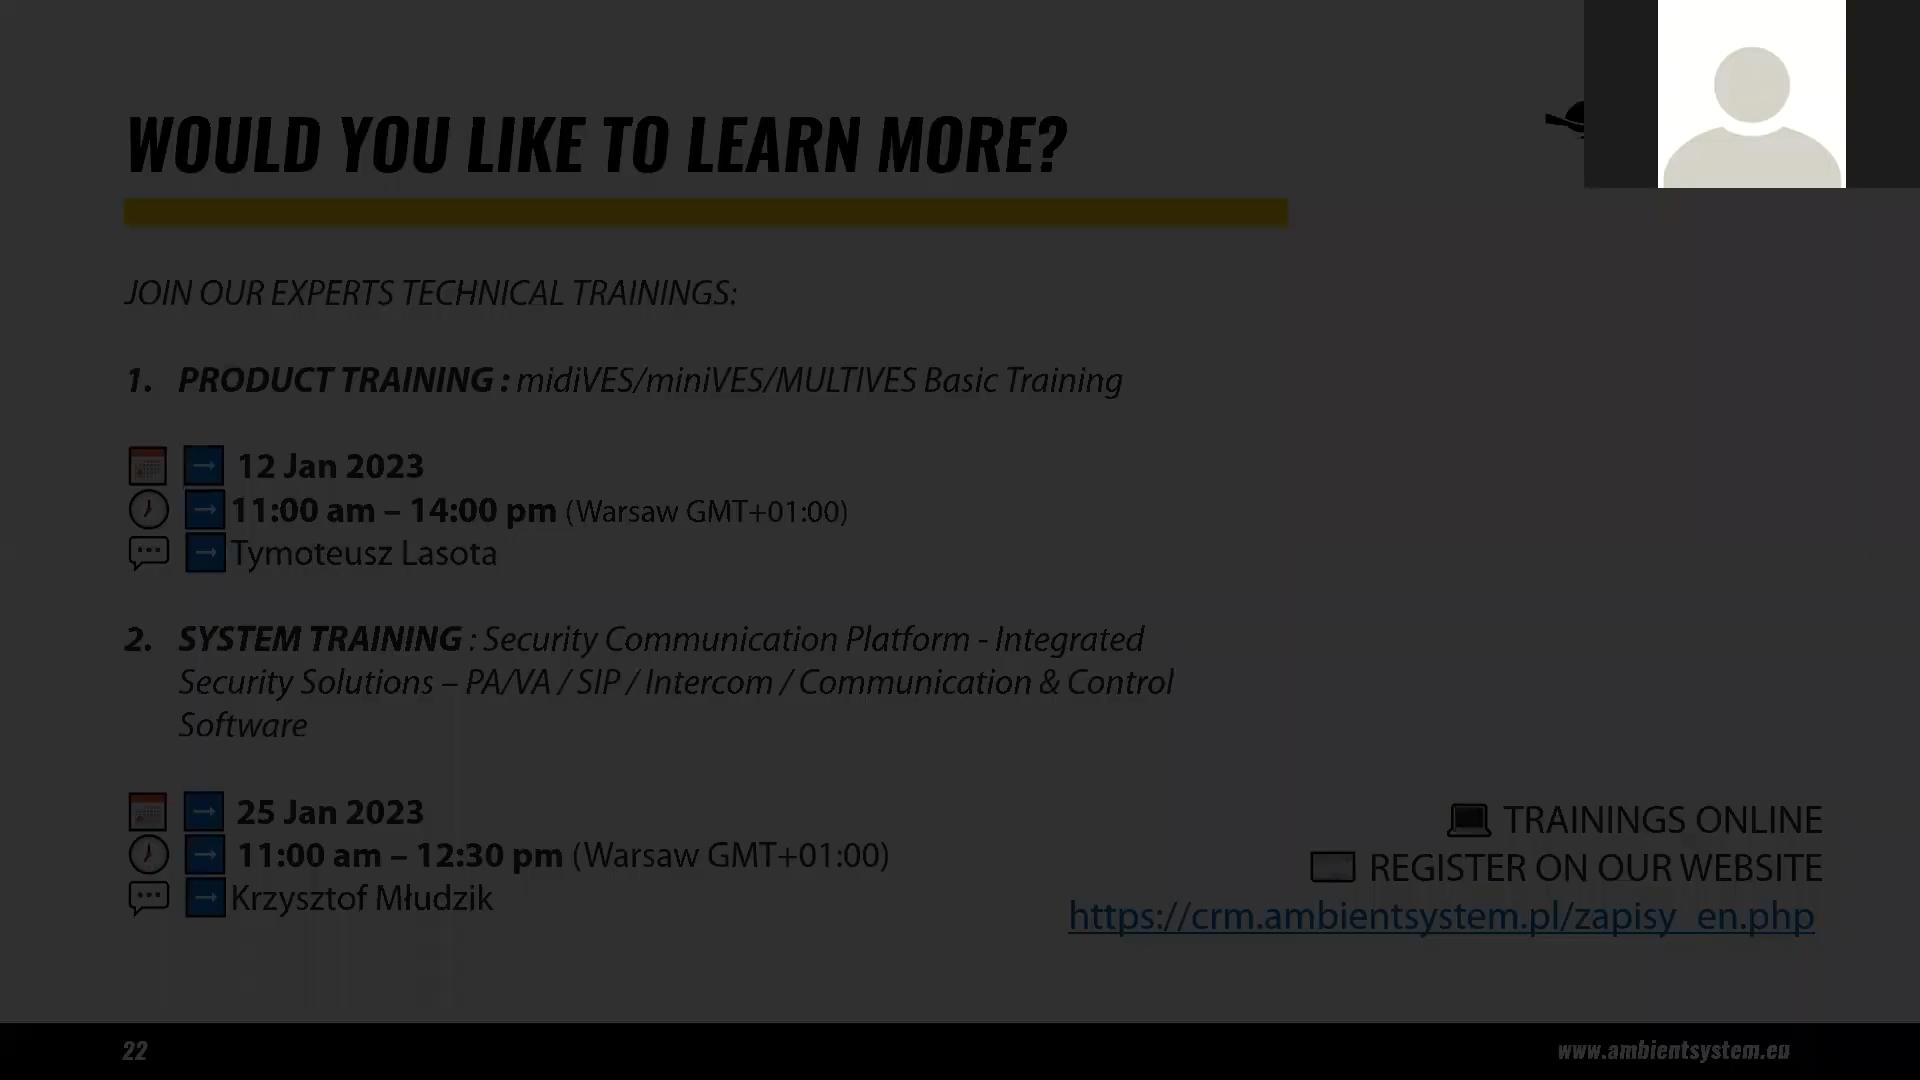 WOULD YOU LIKE TO LEARN MORE?
JOIN OUR EXPERTS TECHNICAL TRAININGS:
1. PRODUCT TRAINING : midiVES/miniVES/MULTIVES Basic Training
12 Jan 2023
11:00 am – 14:00 pm (Warsaw GMT+01:00)
Tymoteusz Lasota
2. SYSTEM TRAINING : Security Communication Platform - Integrated
Security Solutions – PA/VA / SIP / Intercom / Communication & Control
Software
25 Jan 2023
11:00 am – 12:30 pm (Warsaw GMT+01:00)
Krzysztof Młudzik
TRAININGS ONLINE
REGISTER ON OUR WEBSITE
https://crm.ambientsystem.pl/zapisy_en.php
22
www.ambientsystem.eu